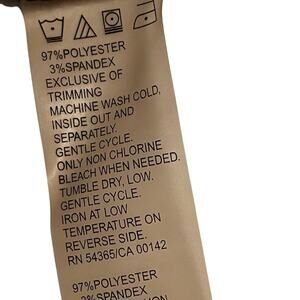 97%POLYESTER
3%SPANDEX
EXCLUSIVE OF
TRIMMING
MACHINE WASH COLD,
INSIDE OUT AND
SEPARATELY.
GENTLE CYCLE.
ONLY NON CHLORINE
BLEACH WHEN NEEDED.
TUMBLE DRY, LOW.
GENTLE CYCLE.
IRON AT LOW
TEMPERATURE ON
REVERSE SIDE.
RN 54365/CA 00142
97%POLYESTER
3%SPANDEX